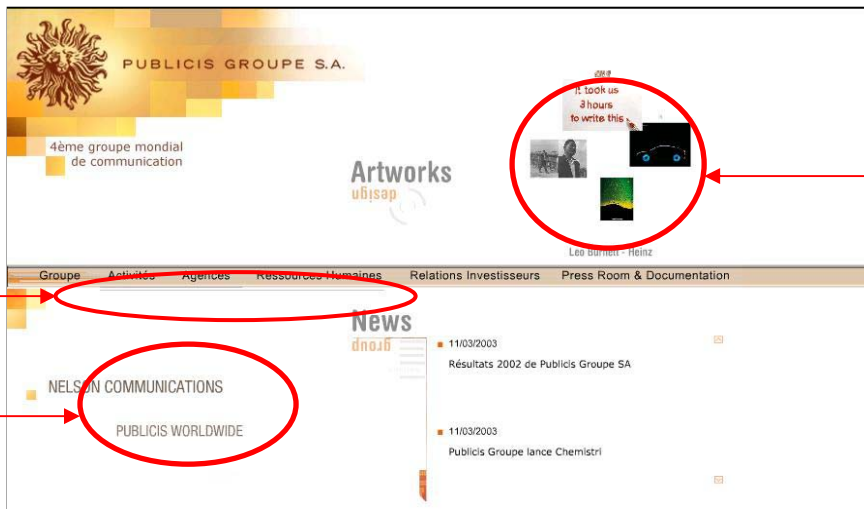 PUBLICIS GROUPE S.A.
4ème groupe mondial
de communication
It took us
3 hours
to write this
Artworks
design
Leo Burnett - Heinz
Groupe Activités Agences Ressources Humaines Relations Investisseurs Press Room & Documentation
News
group
11/03/2003
Résultats 2002 de Publicis Groupe SA
NELSON COMMUNICATIONS
PUBLICIS WORLDWIDE
11/03/2003
Publicis Groupe lance Chemistri